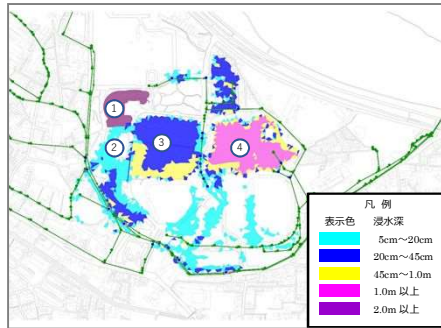 ①
②
③
④
凡 例
表示色 浸水深
5cm～20cm
20cm～45cm
45cm～1.0m
1.0m 以上
2.0m 以上